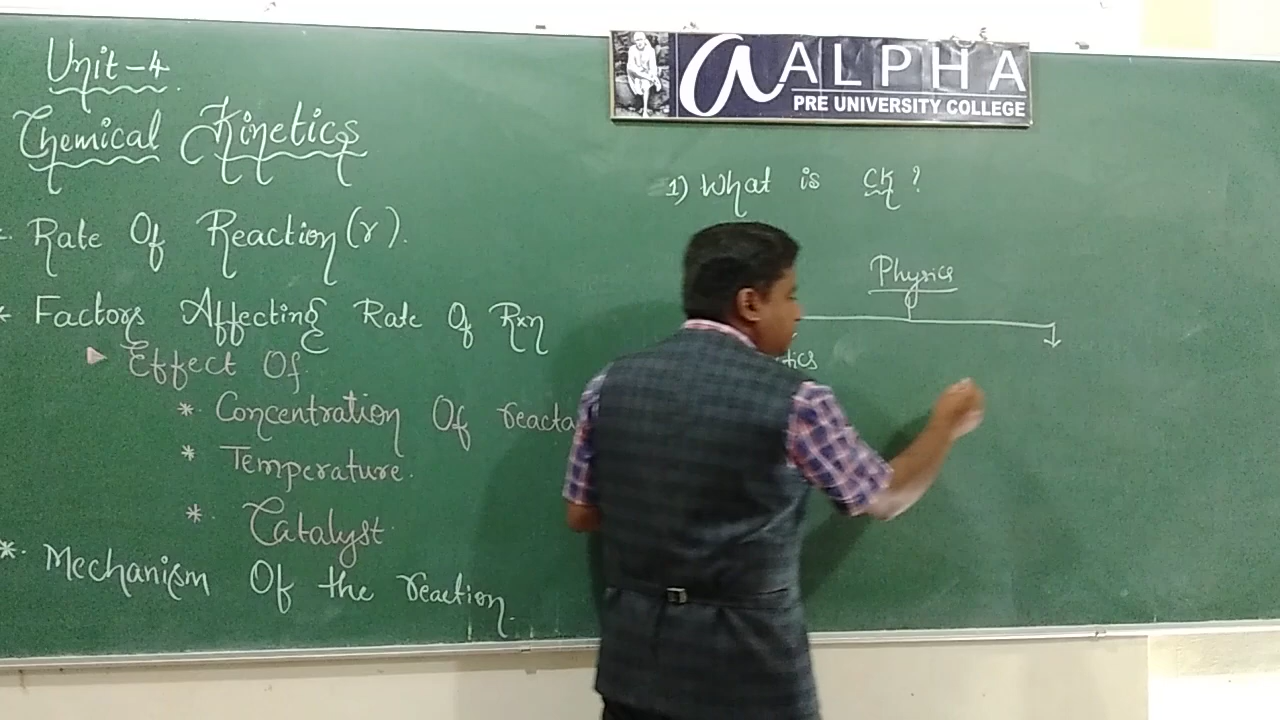 Unit-4
Chemical Kinetics
Rate Of Reaction (r).
* Factors Affecting Rate Of Rxn
Effect Of
* Concentration Of reacta
* Temperature.
* Catalyst
* Mechanism Of the reaction
ALPHA
PRE UNIVERSITY COLLEGE
1) What is CK ?
Physics
tics